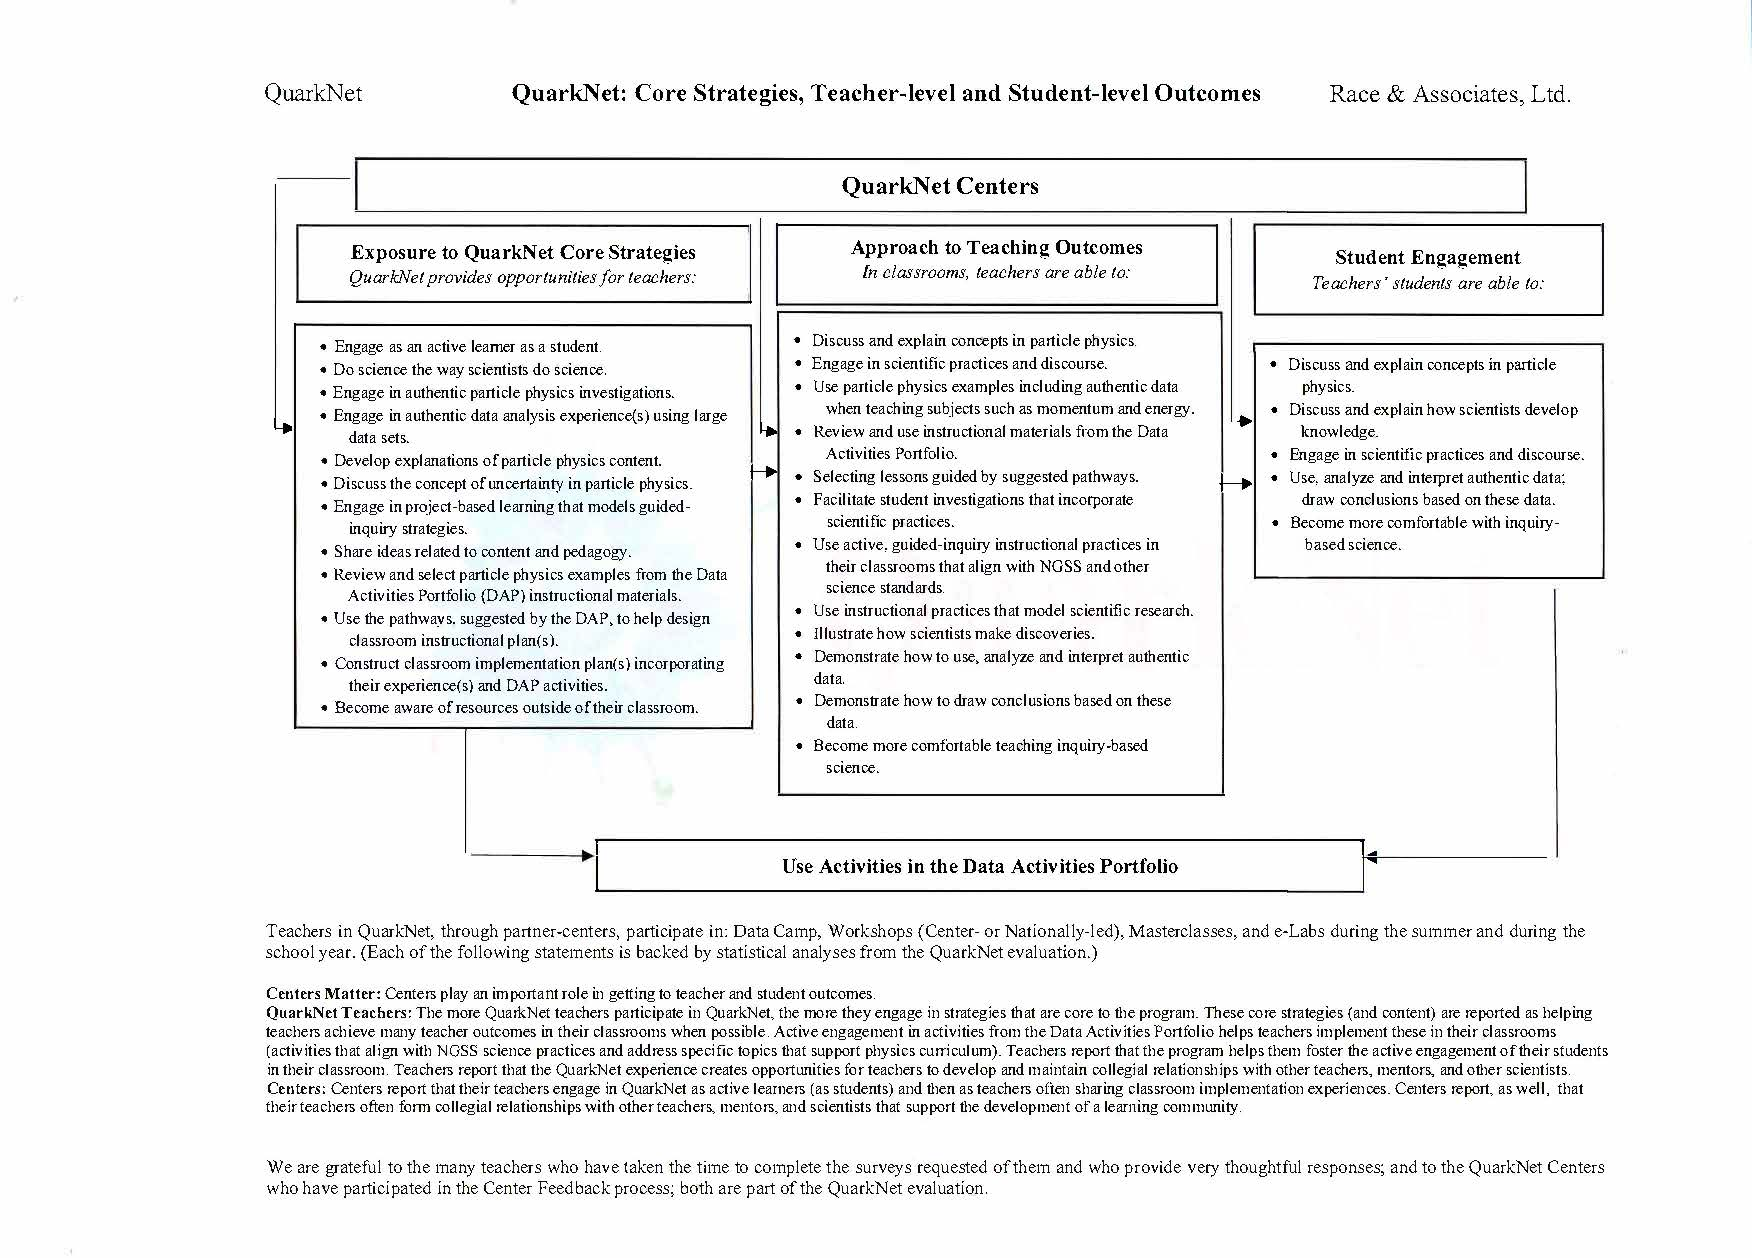 QuarkNet
QuarkNet: Core Strategies, Teacher-level and Student-level Outcomes
Race & Associates, Ltd.
QuarkNet Centers
Exposure to QuarkNet Core Strategies
QuarkNet provides opportunities for teachers:
• Engage as an active learner as a student.
• Do science the way scientists do science.
• Engage in authentic particle physics investigations.
• Engage in authentic data analysis experience(s) using large
data sets.
• Develop explanations of particle physics content.
• Discuss the concept of uncertainty in particle physics.
• Engage in project-based learning that models guided-
inquiry strategies.
• Share ideas related to content and pedagogy.
• Review and select particle physics examples from the Data
Activities Portfolio (DAP) instructional materials.
• Use the pathways, suggested by the DAP, to help design
classroom instructional plan(s).
• Construct classroom implementation plan(s) incorporating
their experience(s) and DAP activities.
• Become aware of resources outside of their classroom.
Approach to Teaching Outcomes
In classrooms, teachers are able to:
• Discuss and explain concepts in particle physics.
• Engage in scientific practices and discourse.
• Use particle physics examples including authentic data
when teaching subjects such as momentum and energy.
• Review and use instructional materials from the Data
Activities Portfolio.
• Selecting lessons guided by suggested pathways.
• Facilitate student investigations that incorporate
scientific practices.
• Use active, guided-inquiry instructional practices in
their classrooms that align with NGSS and other
science standards.
• Use instructional practices that model scientific research.
• Illustrate how scientists make discoveries.
• Demonstrate how to use, analyze and interpret authentic
data.
• Demonstrate how to draw conclusions based on these
data.
• Become more comfortable teaching inquiry-based
science.
Student Engagement
Teachers' students are able to:
• Discuss and explain concepts in particle
physics.
• Discuss and explain how scientists develop
knowledge.
• Engage in scientific practices and discourse.
• Use, analyze and interpret authentic data;
draw conclusions based on these data.
• Become more comfortable with inquiry-
based science.
Use Activities in the Data Activities Portfolio
Teachers in QuarkNet, through partner-centers, participate in: Data Camp, Workshops (Center- or Nationally-led), Masterclasses, and e-Labs during the summer and during the
school year. (Each of the following statements is backed by statistical analyses from the QuarkNet evaluation.)
Centers Matter: Centers play an important role in getting to teacher and student outcomes.
QuarkNet Teachers: The more QuarkNet teachers participate in QuarkNet, the more they engage in strategies that are core to the program. These core strategies (and content) are reported as helping
teachers achieve many teacher outcomes in their classrooms when possible. Active engagement in activities from the Data Activities Portfolio helps teachers implement these in their classrooms
(activities that align with NGSS science practices and address specific topics that support physics curriculum). Teachers report that the program helps them foster the active engagement of their students
in their classroom. Teachers report that the QuarkNet experience creates opportunities for teachers to develop and maintain collegial relationships with other teachers, mentors, and other scientists.
Centers: Centers report that their teachers engage in QuarkNet as active learners (as students) and then as teachers often sharing classroom implementation experiences. Centers report, as well, that
their teachers often form collegial relationships with other teachers, mentors, and scientists that support the development of a learning community.
We are grateful to the many teachers who have taken the time to complete the surveys requested of them and who provide very thoughtful responses; and to the QuarkNet Centers
who have participated in the Center Feedback process; both are part of the QuarkNet evaluation.